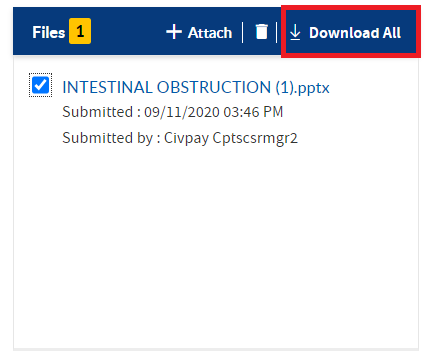 Files 1 + Attach Download All
INTESTINAL OBSTRUCTION (1).pptx
Submitted : 09/11/2020 03:46 PM
Submitted by : Civpay Cptscsrmgr2